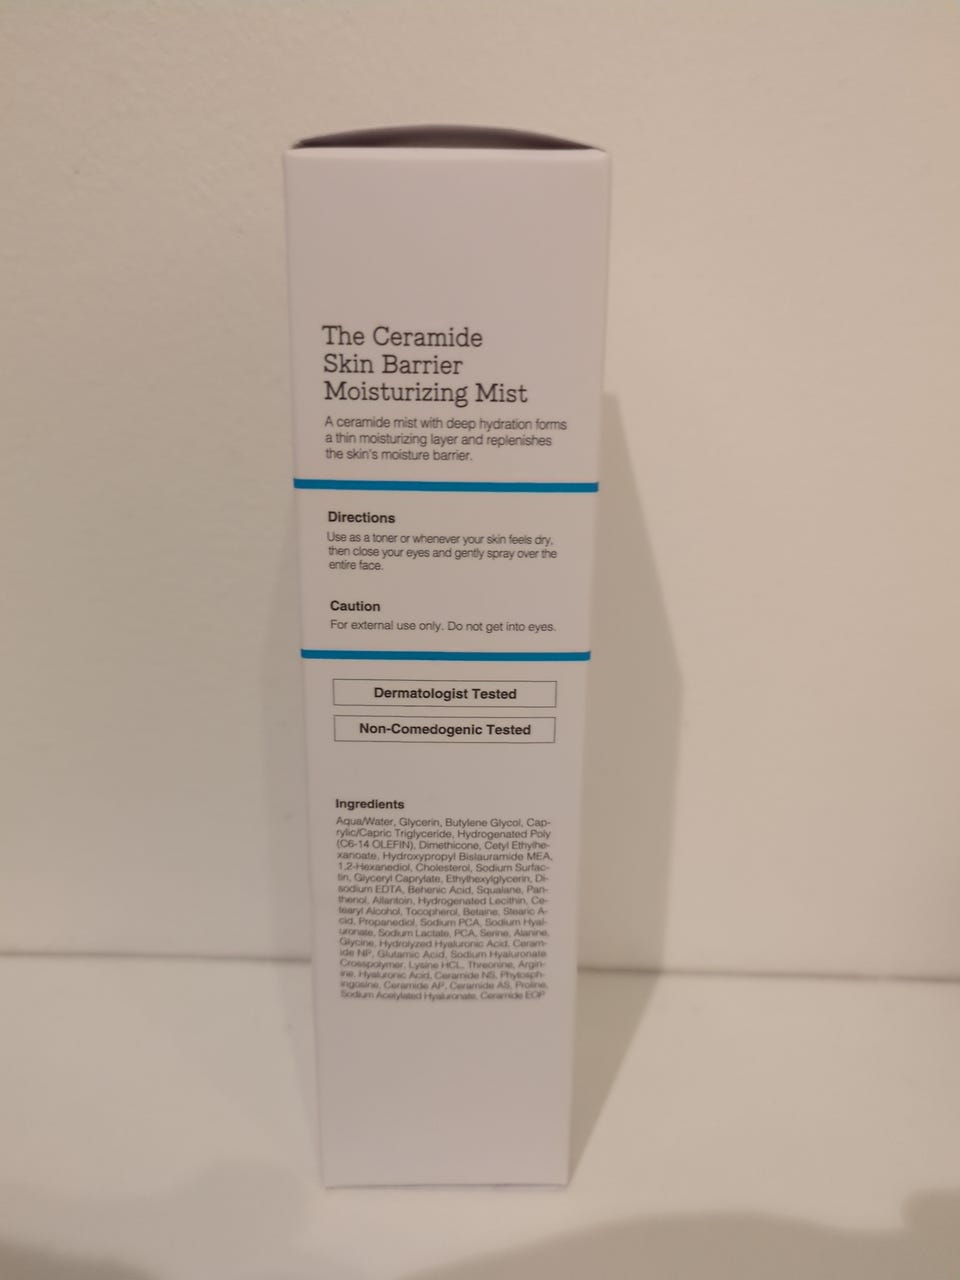 The Ceramide
Skin Barrier
Moisturizing Mist
A ceramide mist with deep hydration forms
a thin moisturizing layer and replenishes
the skin's moisture barrier.
Directions
Use as a toner or whenever your skin feels dry,
then close your eyes and gently spray over the
entire face.
Caution
For external use only. Do not get into eyes.
Dermatologist Tested
Non-Comedogenic Tested
Ingredients
Aqua/Water, Glycerin, Butylene Glycol, Cap-
rylic/Capric Triglyceride, Hydrogenated Poly
(C6-14 OLEFIN), Dimethicone, Cetyl Ethylhe-
xanoate, Hydroxypropyl Bislauramide MEA,
1,2-Hexanediol, Cholesterol, Sodium Surfac-
tin, Glyceryl Caprylate, Ethylhexylglycerin, Di-
sodium EDTA, Behenic Acid, Squalane, Pan-
thenol, Allantoin, Hydrogenated Lecithin, Ce-
tearyl Alcohol, Tocopherol, Betaine, Stearic A-
cid, Propanediol, Sodium PCA, Sodium Hyal-
uronate, Sodium Lactate, PCA, Serine, Alanine,
Glycine, Hydrolyzed Hyaluronic Acid, Ceram-
ide NP, Glutamic Acid, Sodium Hyaluronate
Crosspolymer, Lysine HCL, Threonine, Argin-
ine, Hyaluronic Acid, Ceramide NS, Phytosph-
ingosine, Ceramide AP, Ceramide AS, Proline,
Sodium Acetylated Hyaluronate, Ceramide EOP